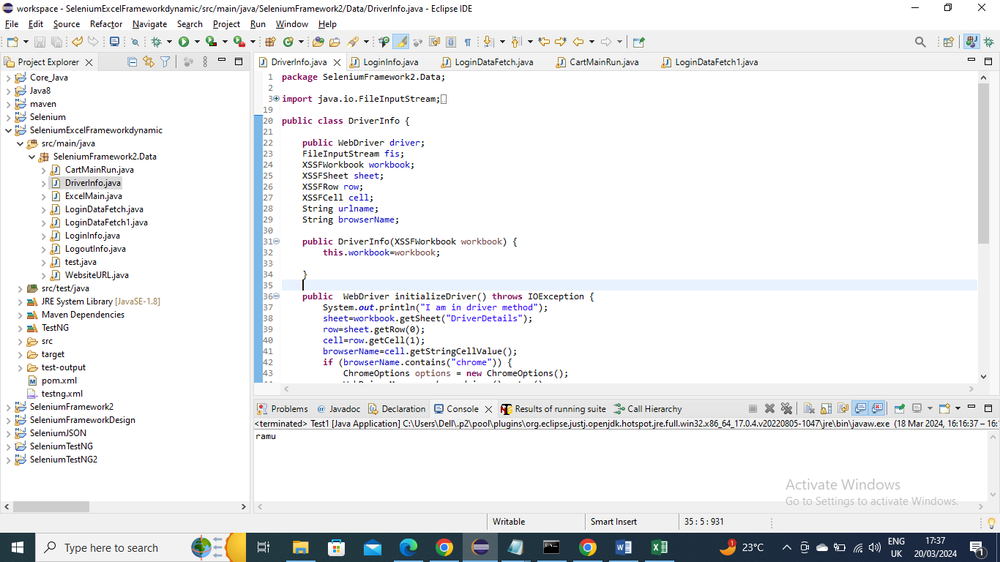 workspace - SeleniumExcelFrameworkdynamic/src/main/java/SeleniumFramework2/Data/DriverInfo.java - Eclipse IDE
File Edit Source Refactor Navigate Search Project Run Window Help
Project Explorer
Core_Java
Java8
maven
Selenium
SeleniumExcelFrameworkdynamic
src/main/java
SeleniumFramework2.Data
CartMainRun.java
DriverInfo.java
ExcelMain.java
LoginDataFetch.java
LoginDataFetch1.java
LoginInfo.java
LogoutInfo.java
test.java
WebsiteURL.java
src/test/java
JRE System Library [JavaSE-1.8]
Maven Dependencies
TestNG
src
target
test-output
pom.xml
testng.xml
SeleniumFramework2
SeleniumFrameworkDesign
SeleniumJSON
SeleniumTestNG
SeleniumTestNG2
DriverInfo.java LoginInfo.java LoginDataFetch.java CartMainRun.java LoginDataFetch1.java
1 package SeleniumFramework2.Data;
2
3 import java.io.FileInputStream;
19
20 public class DriverInfo {
21
22 public WebDriver driver;
23 FileInputStream fis;
24 XSSFWorkbook workbook;
25 XSSFSheet sheet;
26 XSSFRow row;
27 XSSFCell cell;
28 String urlname;
29 String browserName;
30
31 public DriverInfo(XSSFWorkbook workbook) {
32 this.workbook=workbook;
33
34 }
35
36 public  WebDriver initializeDriver() throws IOException {
37 System.out.println("I am in driver method");
38 sheet=workbook.getSheet("DriverDetails");
39 row=sheet.getRow(0);
40 cell=row.getCell(1);
41 browserName=cell.getStringCellValue();
42 if (browserName.contains("chrome")) {
43 ChromeOptions options = new ChromeOptions();
Problems Javadoc Declaration Console Results of running suite Call Hierarchy
<terminated> Test1 [Java Application] C:\Users\Dell\.p2\pool\plugins\org.eclipse.justj.openjdk.hotspot.jre.full.win32.x86_64_17.0.4.v20220805-1047\jre\bin\javaw.exe (18 Mar 2024, 16:16:37 – 16:
ramu
Activate Windows
Go to Settings to activate Windows.
Writable Smart Insert 35 : 5 : 931
Type here to search
23°C
ENG
UK
17:37
20/03/2024
1